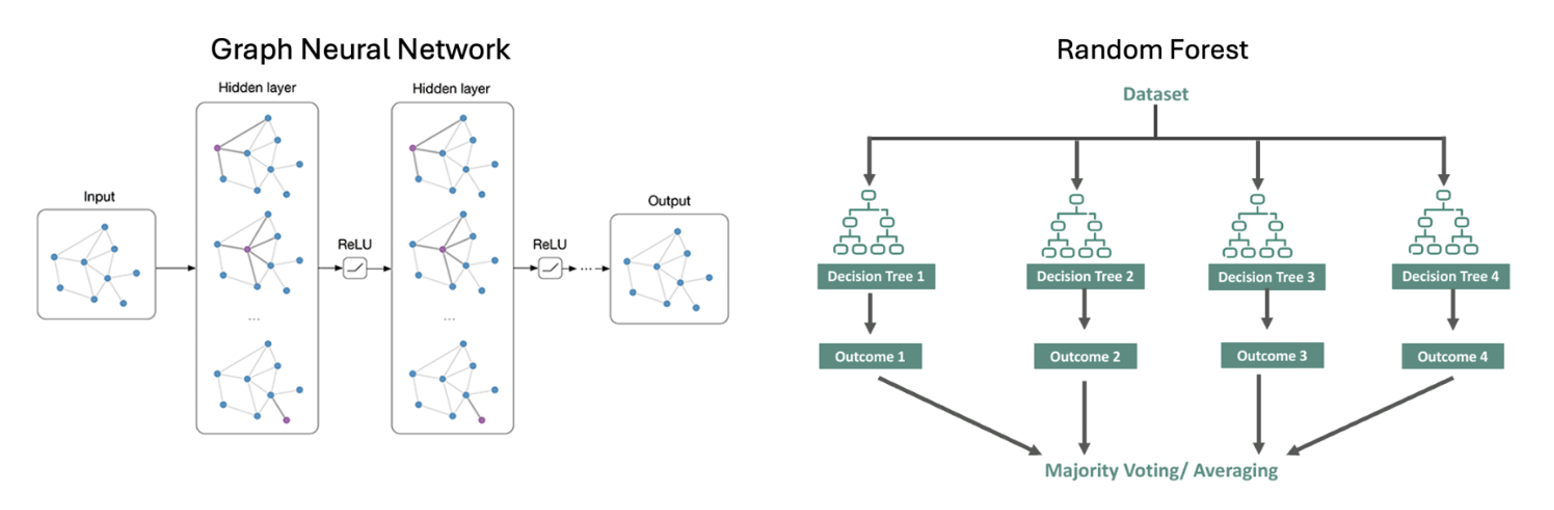 Graph Neural Network
Hidden layer
Hidden layer
Input
ReLU
ReLU
Output
...
...
...
Random Forest
Dataset
Decision Tree 1
Decision Tree 2
Decision Tree 3
Decision Tree 4
Outcome 1
Outcome 2
Outcome 3
Outcome 4
Majority Voting/ Averaging